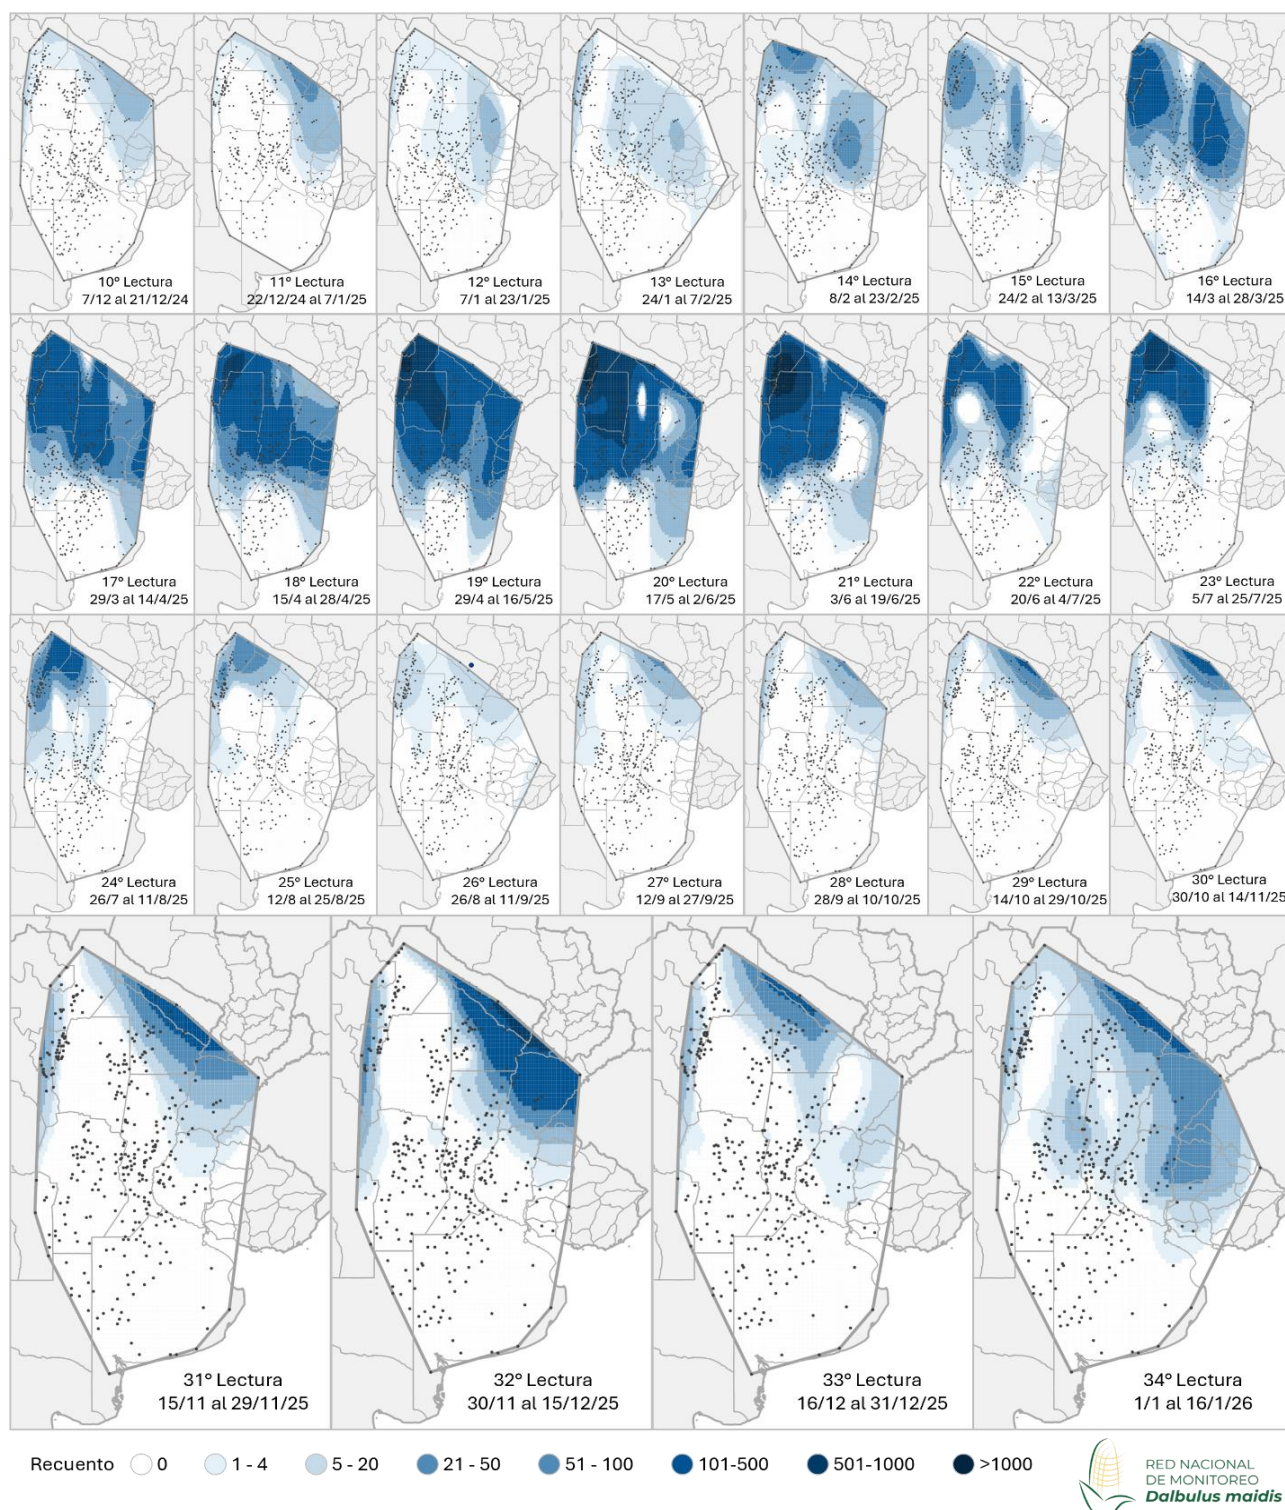 10º Lectura
7/12 al 21/12/24
11º Lectura
22/12/24 al 7/1/25
12º Lectura
7/1 al 23/1/25
13º Lectura
24/1 al 7/2/25
14º Lectura
8/2 al 23/2/25
15º Lectura
24/2 al 13/3/25
16º Lectura
14/3 al 28/3/25
17º Lectura
29/3 al 14/4/25
18º Lectura
15/4 al 28/4/25
19º Lectura
29/4 al 16/5/25
20º Lectura
17/5 al 2/6/25
21º Lectura
3/6 al 19/6/25
22º Lectura
20/6 al 4/7/25
23º Lectura
5/7 al 25/7/25
24º Lectura
26/7 al 11/8/25
25º Lectura
12/8 al 25/8/25
26º Lectura
26/8 al 11/9/25
27º Lectura
12/9 al 27/9/25
28º Lectura
28/9 al 10/10/25
29º Lectura
14/10 al 29/10/25
30º Lectura
30/10 al 14/11/25
31º Lectura
15/11 al 29/11/25
32º Lectura
30/11 al 15/12/25
33º Lectura
16/12 al 31/12/25
34º Lectura
1/1 al 16/1/26
Recuento 0 1 - 4 5 - 20 21 - 50 51 - 100 101-500 501-1000 >1000
RED NACIONAL
DE MONITOREO
Dalbulus maidis